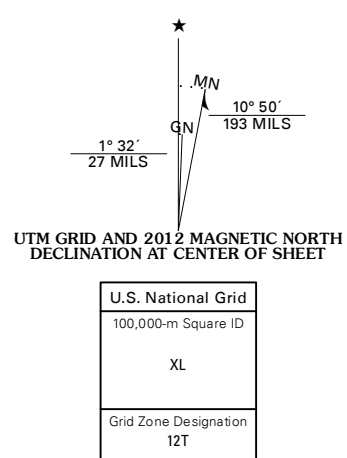 ★
MN
GN
10° 50´
193 MILS
1° 32´
27 MILS
UTM GRID AND 2012 MAGNETIC NORTH
DECLINATION AT CENTER OF SHEET
U.S. National Grid
100,000-m Square ID
XL
Grid Zone Designation
12T